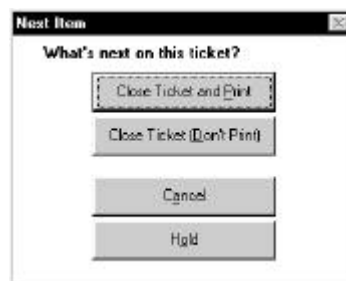 Next Item
What's next on this ticket?
Close Ticket and Print
Close Ticket (Don't Print)
Cancel
Hold